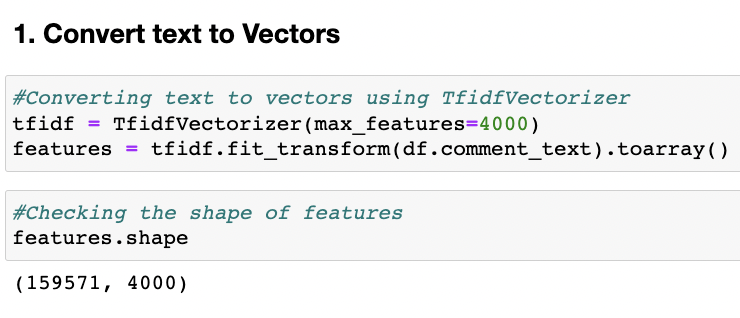 1. Convert text to Vectors
#Converting text to vectors using TfidfVectorizer
tfidf = TfidfVectorizer(max_features=4000)
features = tfidf.fit_transform(df.comment_text).toarray()
#Checking the shape of features
features.shape
(159571, 4000)